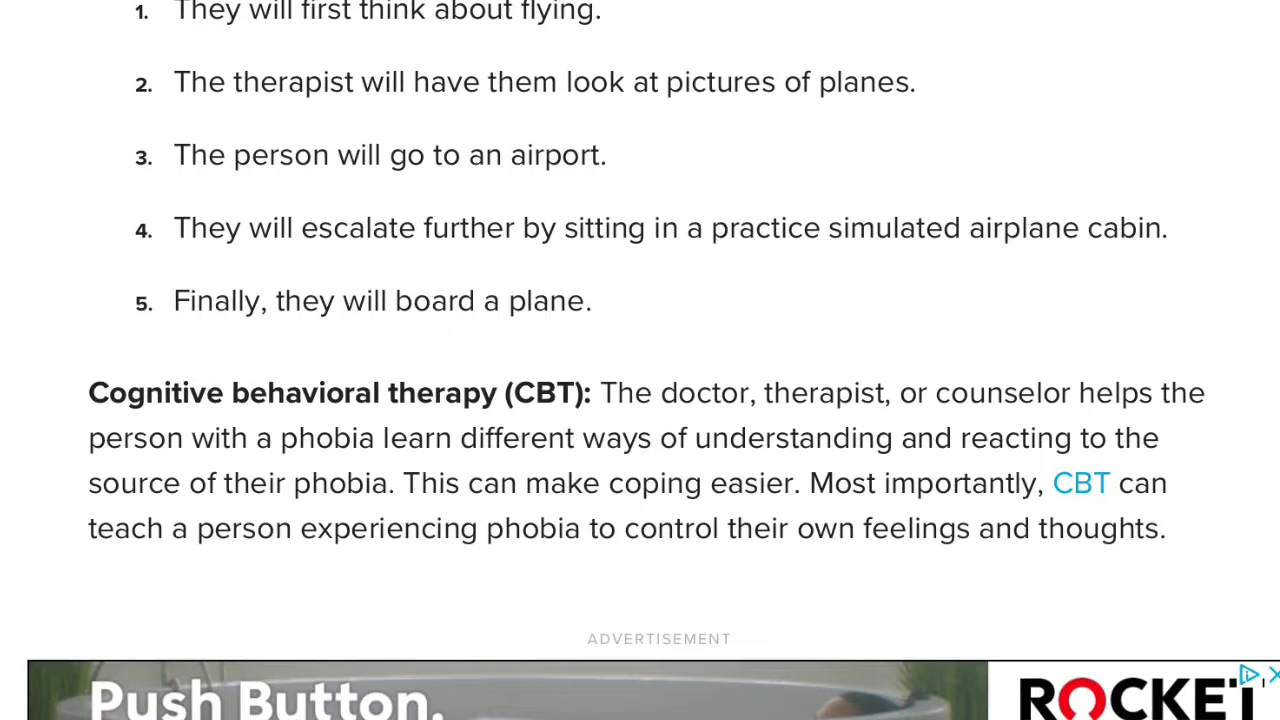 1. They will first think about flying.
2. The therapist will have them look at pictures of planes.
3. The person will go to an airport.
4. They will escalate further by sitting in a practice simulated airplane cabin.
5. Finally, they will board a plane.
Cognitive behavioral therapy (CBT): The doctor, therapist, or counselor helps the
person with a phobia learn different ways of understanding and reacting to the
source of their phobia. This can make coping easier. Most importantly, CBT can
teach a person experiencing phobia to control their own feelings and thoughts.
ADVERTISEMENT
Push Button.
ROCKET